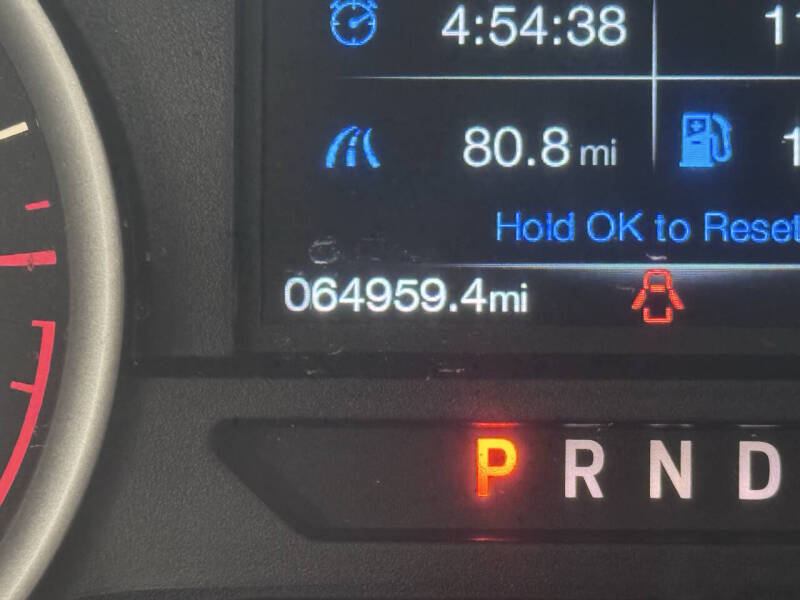 4:54:38
80.8 mi
Hold OK to Reset
064959.4mi
P R N D